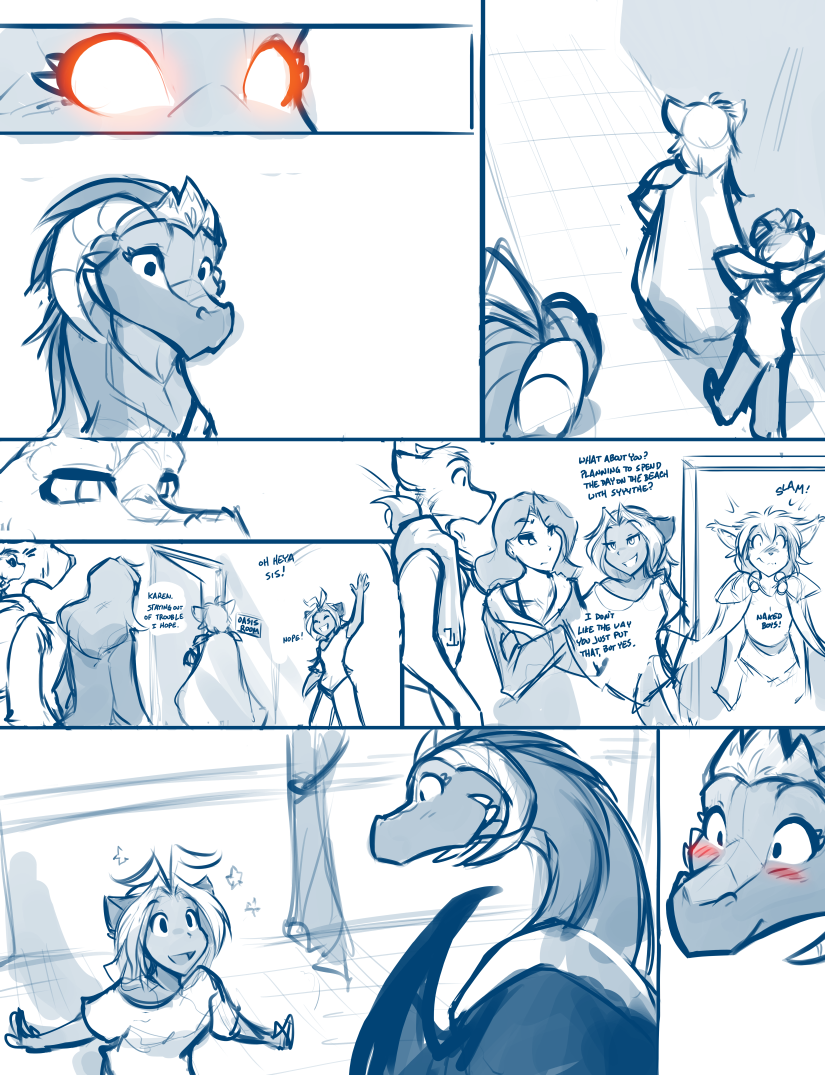 WHAT ABOUT YOU?
PLANNING TO SPEND
THE DAY ON THE BEACH
WITH SYYTHE?
SLAM!
I DON'T
LIKE THE WAY
YOU JUST PUT
THAT, BUT YES.
NAKED
BOYS!
OH HEYA
SIS!
KAREN.
STAYING OUT
OF TROUBLE
I HOPE.
OASIS
ROOM
NOPE!